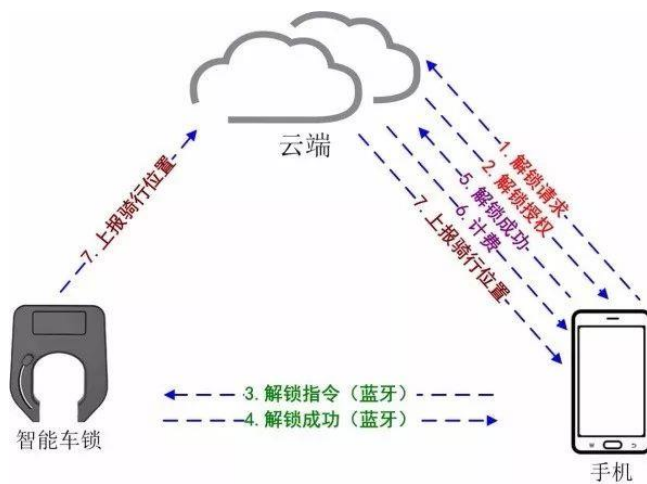 云端
1. 解锁请求
2. 解锁授权
5. 解锁成功
6. 计费
7. 上报骑行位置
7. 上报骑行位置
3. 解锁指令（蓝牙）
4. 解锁成功（蓝牙）
智能车锁
手机